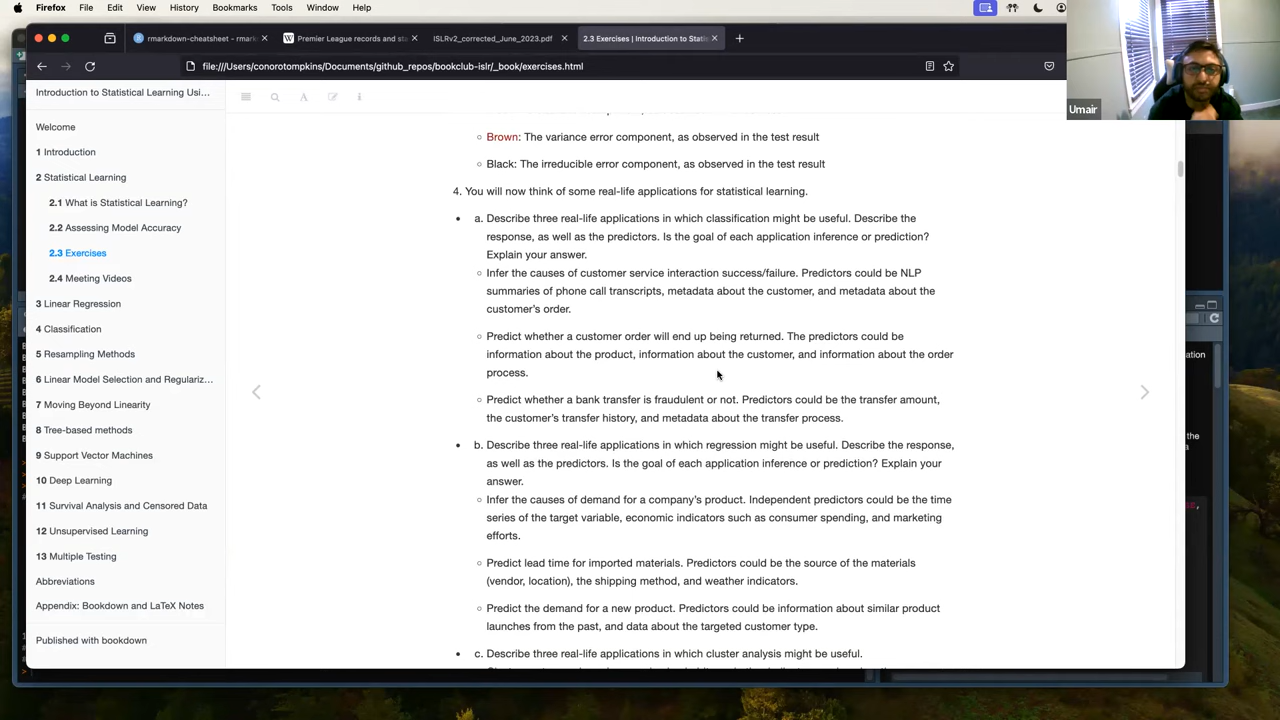 Firefox File Edit View History Bookmarks Tools Window Help
rmarkdown-cheatsheet - rmarkd
Premier League records and sta
ISLRv2_corrected_June_2023.pdf
2.3 Exercises | Introduction to Stati
file:///Users/conorotompkins/Documents/github_repos/bookclub-islr/_book/exercises.html
Umair
Introduction to Statistical Learning Usi...
Welcome
1 Introduction
2 Statistical Learning
2.1 What is Statistical Learning?
2.2 Assessing Model Accuracy
2.3 Exercises
2.4 Meeting Videos
3 Linear Regression
4 Classification
5 Resampling Methods
6 Linear Model Selection and Regulariz...
7 Moving Beyond Linearity
8 Tree-based methods
9 Support Vector Machines
10 Deep Learning
11 Survival Analysis and Censored Data
12 Unsupervised Learning
13 Multiple Testing
Abbreviations
Appendix: Bookdown and LaTeX Notes
Published with bookdown
Brown: The variance error component, as observed in the test result
Black: The irreducible error component, as observed in the test result
4. You will now think of some real-life applications for statistical learning.
a. Describe three real-life applications in which classification might be useful. Describe the
response, as well as the predictors. Is the goal of each application inference or prediction?
Explain your answer.
Infer the causes of customer service interaction success/failure. Predictors could be NLP
summaries of phone call transcripts, metadata about the customer, and metadata about the
customer's order.
Predict whether a customer order will end up being returned. The predictors could be
information about the product, information about the customer, and information about the order
process.
Predict whether a bank transfer is fraudulent or not. Predictors could be the transfer amount,
the customer's transfer history, and metadata about the transfer process.
b. Describe three real-life applications in which regression might be useful. Describe the response,
as well as the predictors. Is the goal of each application inference or prediction? Explain your
answer.
Infer the causes of demand for a company's product. Independent predictors could be the time
series of the target variable, economic indicators such as consumer spending, and marketing
efforts.
Predict lead time for imported materials. Predictors could be the source of the materials
(vendor, location), the shipping method, and weather indicators.
Predict the demand for a new product. Predictors could be information about similar product
launches from the past, and data about the targeted customer type.
c. Describe three real-life applications in which cluster analysis might be useful.